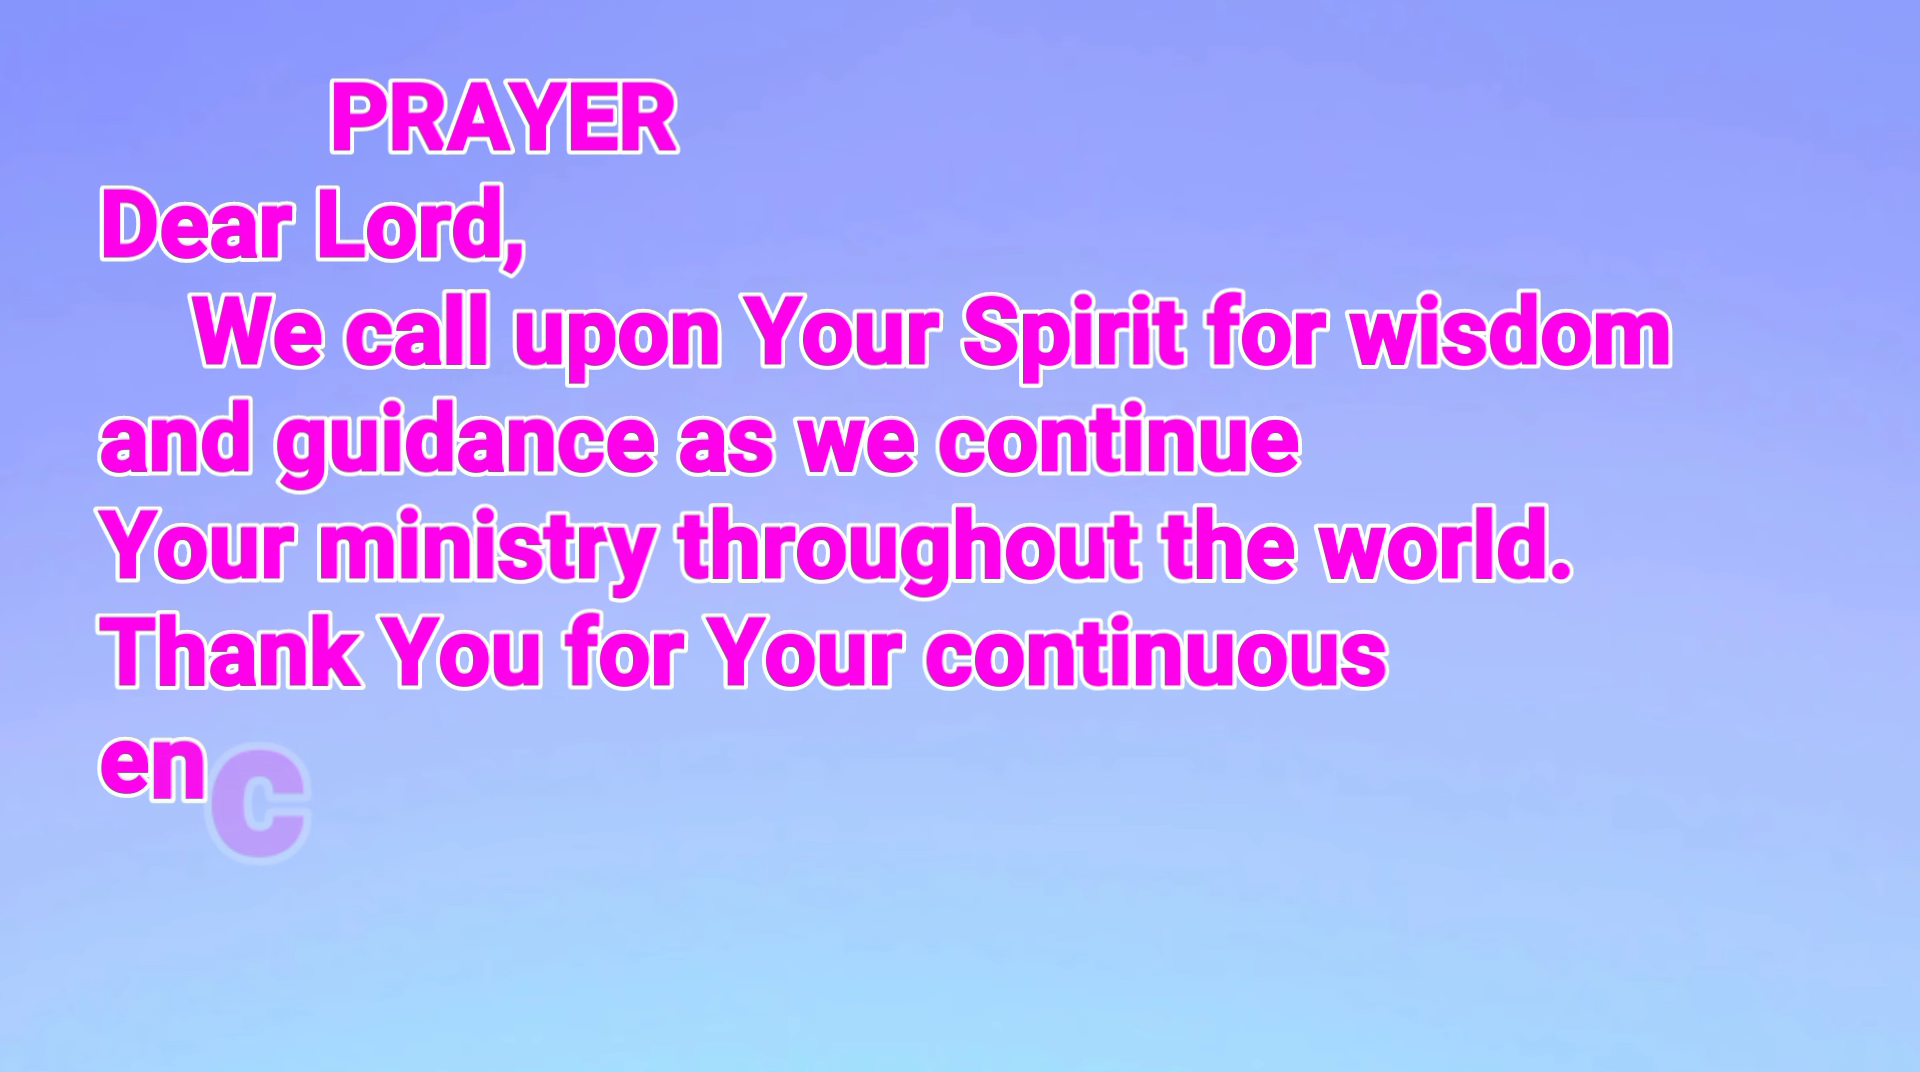 PRAYER
Dear Lord,
We call upon Your Spirit for wisdom
and guidance as we continue
Your ministry throughout the world.
Thank You for Your continuous
enc